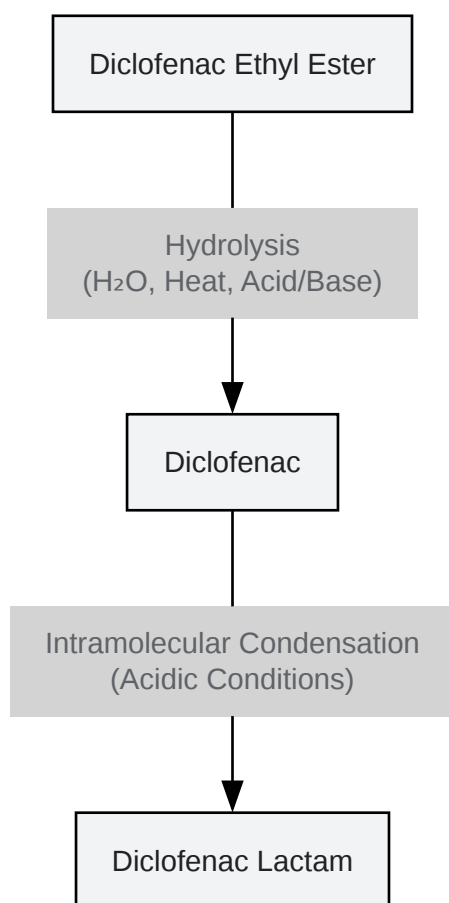 Diclofenac Ethyl Ester
Hydrolysis
(H₂O, Heat, Acid/Base)
Diclofenac
Intramolecular Condensation
(Acidic Conditions)
Diclofenac Lactam